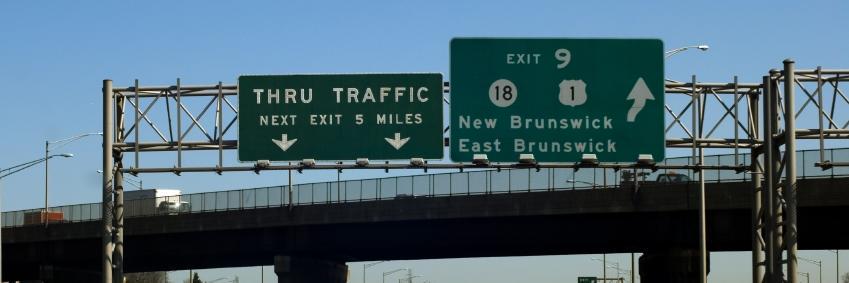 THRU TRAFFIC
NEXT EXIT 5 MILES
EXIT 9
18 1
New Brunswick
East Brunswick